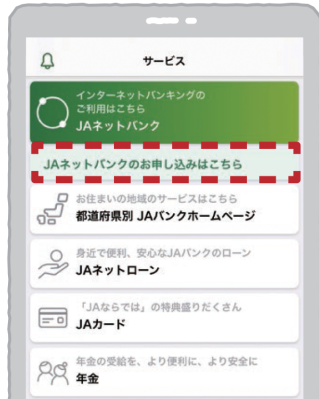 サービス
インターネットバンキングの
ご利用はこちら
JAネットバンク
JAネットバンクのお申し込みはこちら
お住まいの地域のサービスはこちら
都道府県別 JAバンクホームページ
身近で便利、安心なJAバンクのローン
JAネットローン
「JAならでは」の特典盛りだくさん
JAカード
年金の受給を、より便利に、より安全に
年金